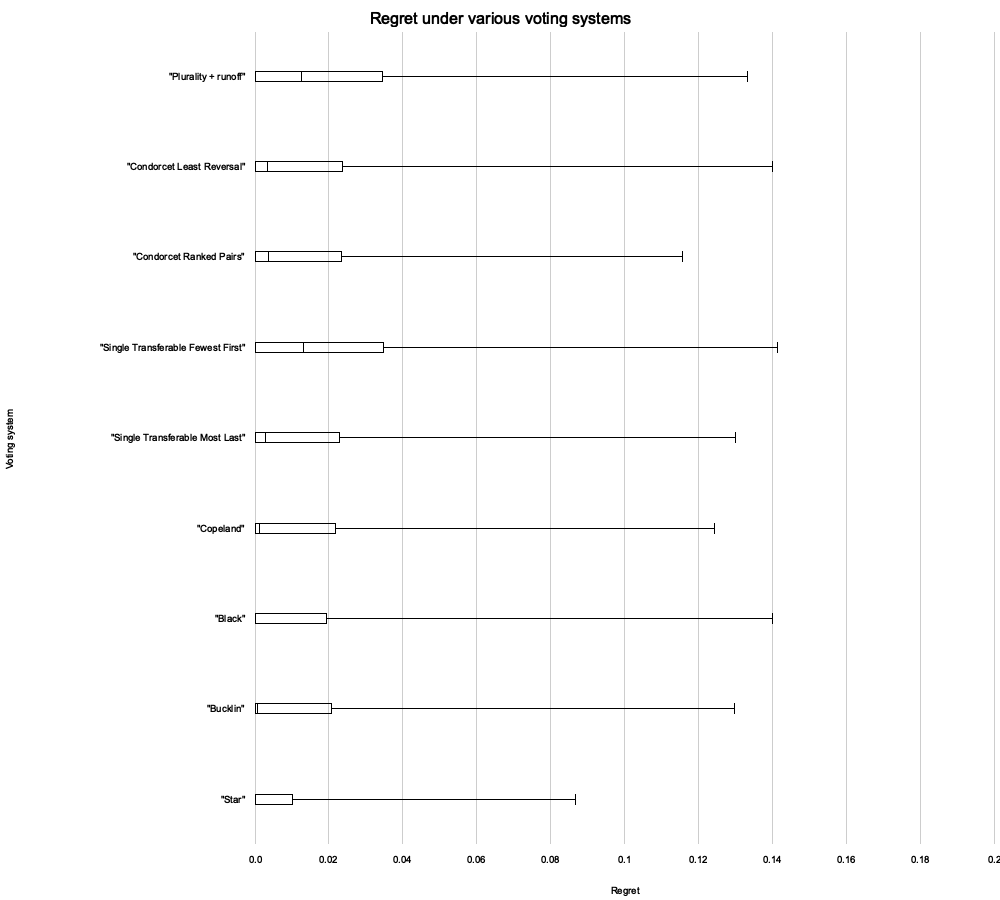 Regret under various voting systems
"Plurality + runoff"
"Condorcet Least Reversal"
"Condorcet Ranked Pairs"
"Single Transferable Fewest First"
"Single Transferable Most Last"
"Copeland"
"Black"
"Bucklin"
"Star"
Voting system
0.0 0.02 0.04 0.06 0.08 0.1 0.12 0.14 0.16 0.18 0.2
Regret